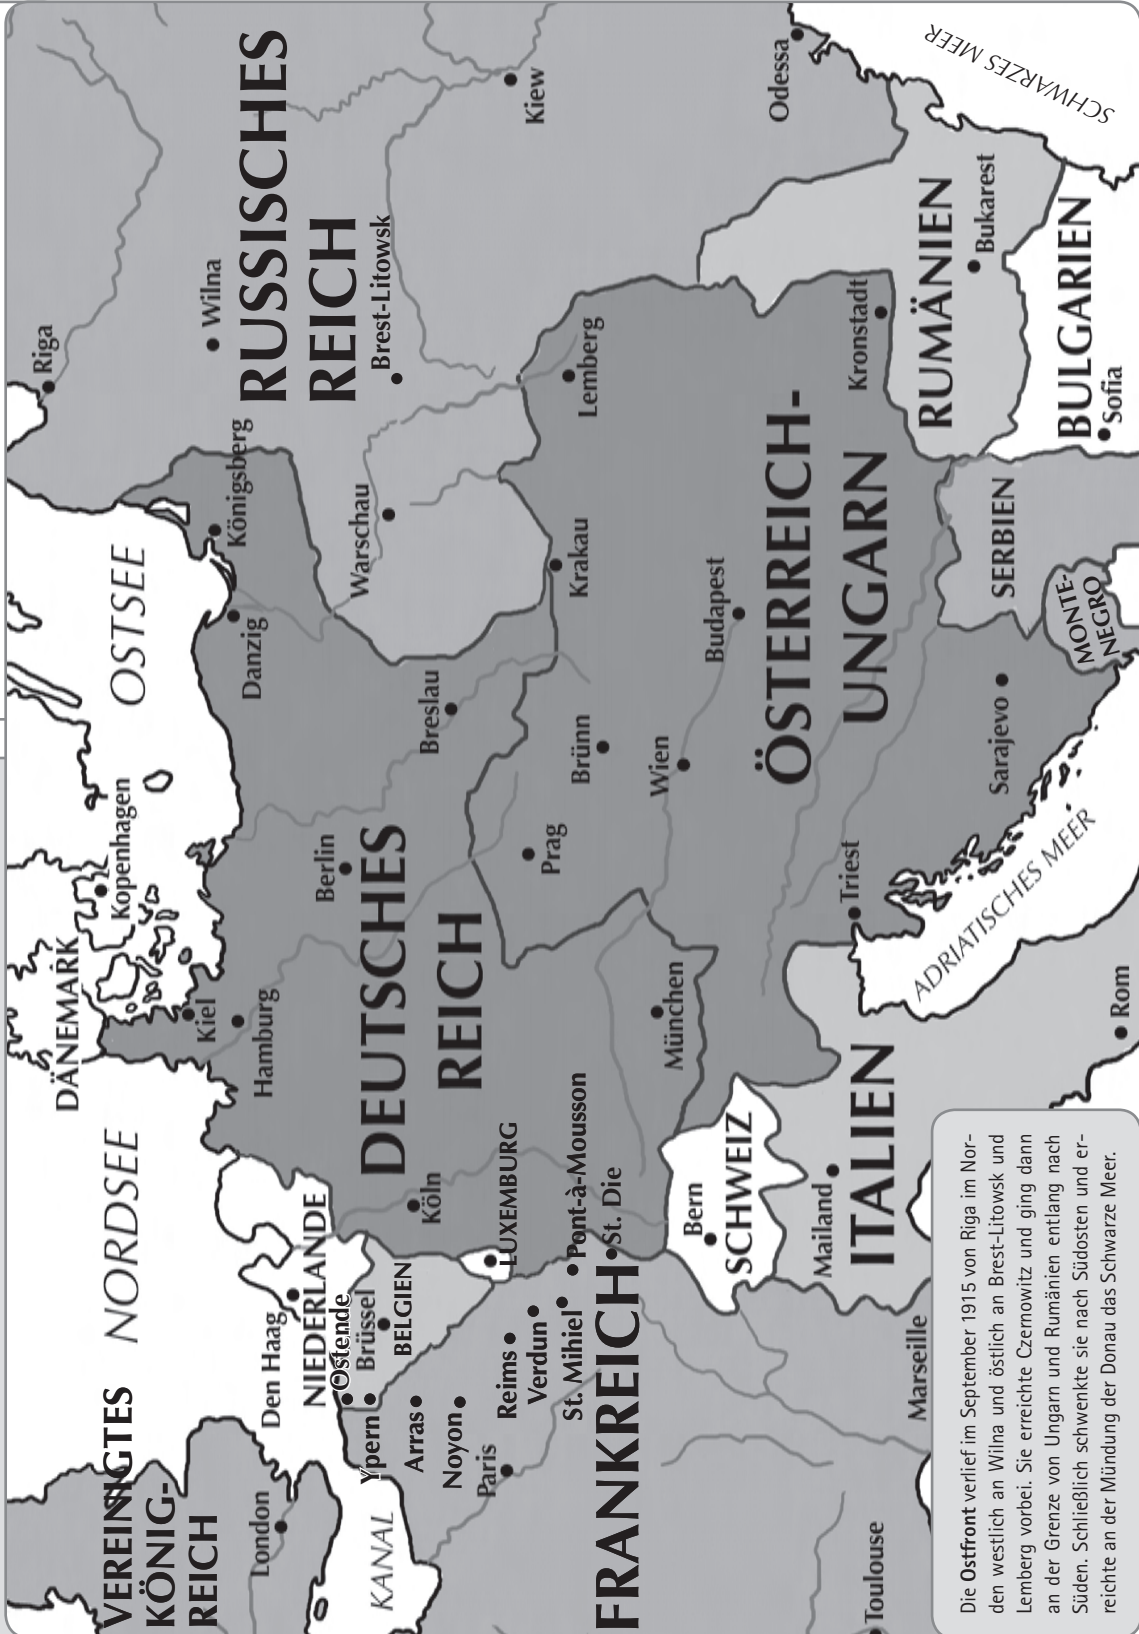 VEREINIGTES
KÖNIG-
REICH
London
KANAL
NORDSEE
DÄNEMARK
Kopenhagen
OSTSEE
Riga
Wilna
RUSSISCHES
REICH
Brest-Litowsk
Kiew
Odessa
SCHWARZES MEER
Königsberg
Danzig
Warschau
Kiel
Hamburg
Berlin
DEUTSCHES
REICH
Breslau
Köln
München
Den Haag
NIEDERLANDE
Ostende
Brüssel
BELGIEN
LUXEMBURG
Ypern
Arras
Noyon
Paris
Reims
Verdun
St. Mihiel
Pont-à-Mousson
St. Die
FRANKREICH
Toulouse
Marseille
Bern
SCHWEIZ
Mailand
ITALIEN
Rom
ADRIATISCHES MEER
Triest
Prag
Brünn
Wien
Krakau
Lemberg
Budapest
ÖSTERREICH-
UNGARN
Kronstadt
Sarajevo
MONTE-
NEGRO
SERBIEN
RUMÄNIEN
Bukarest
BULGARIEN
Sofia
Die Ostfront verlief im September 1915 von Riga im Nor-
den westlich an Wilna und östlich an Brest-Litowsk und
Lemberg vorbei. Sie erreichte Czernowitz und ging dann
an der Grenze von Ungarn und Rumänien entlang nach
Süden. Schließlich schwenkte sie nach Südosten und er-
reichte an der Mündung der Donau das Schwarze Meer.